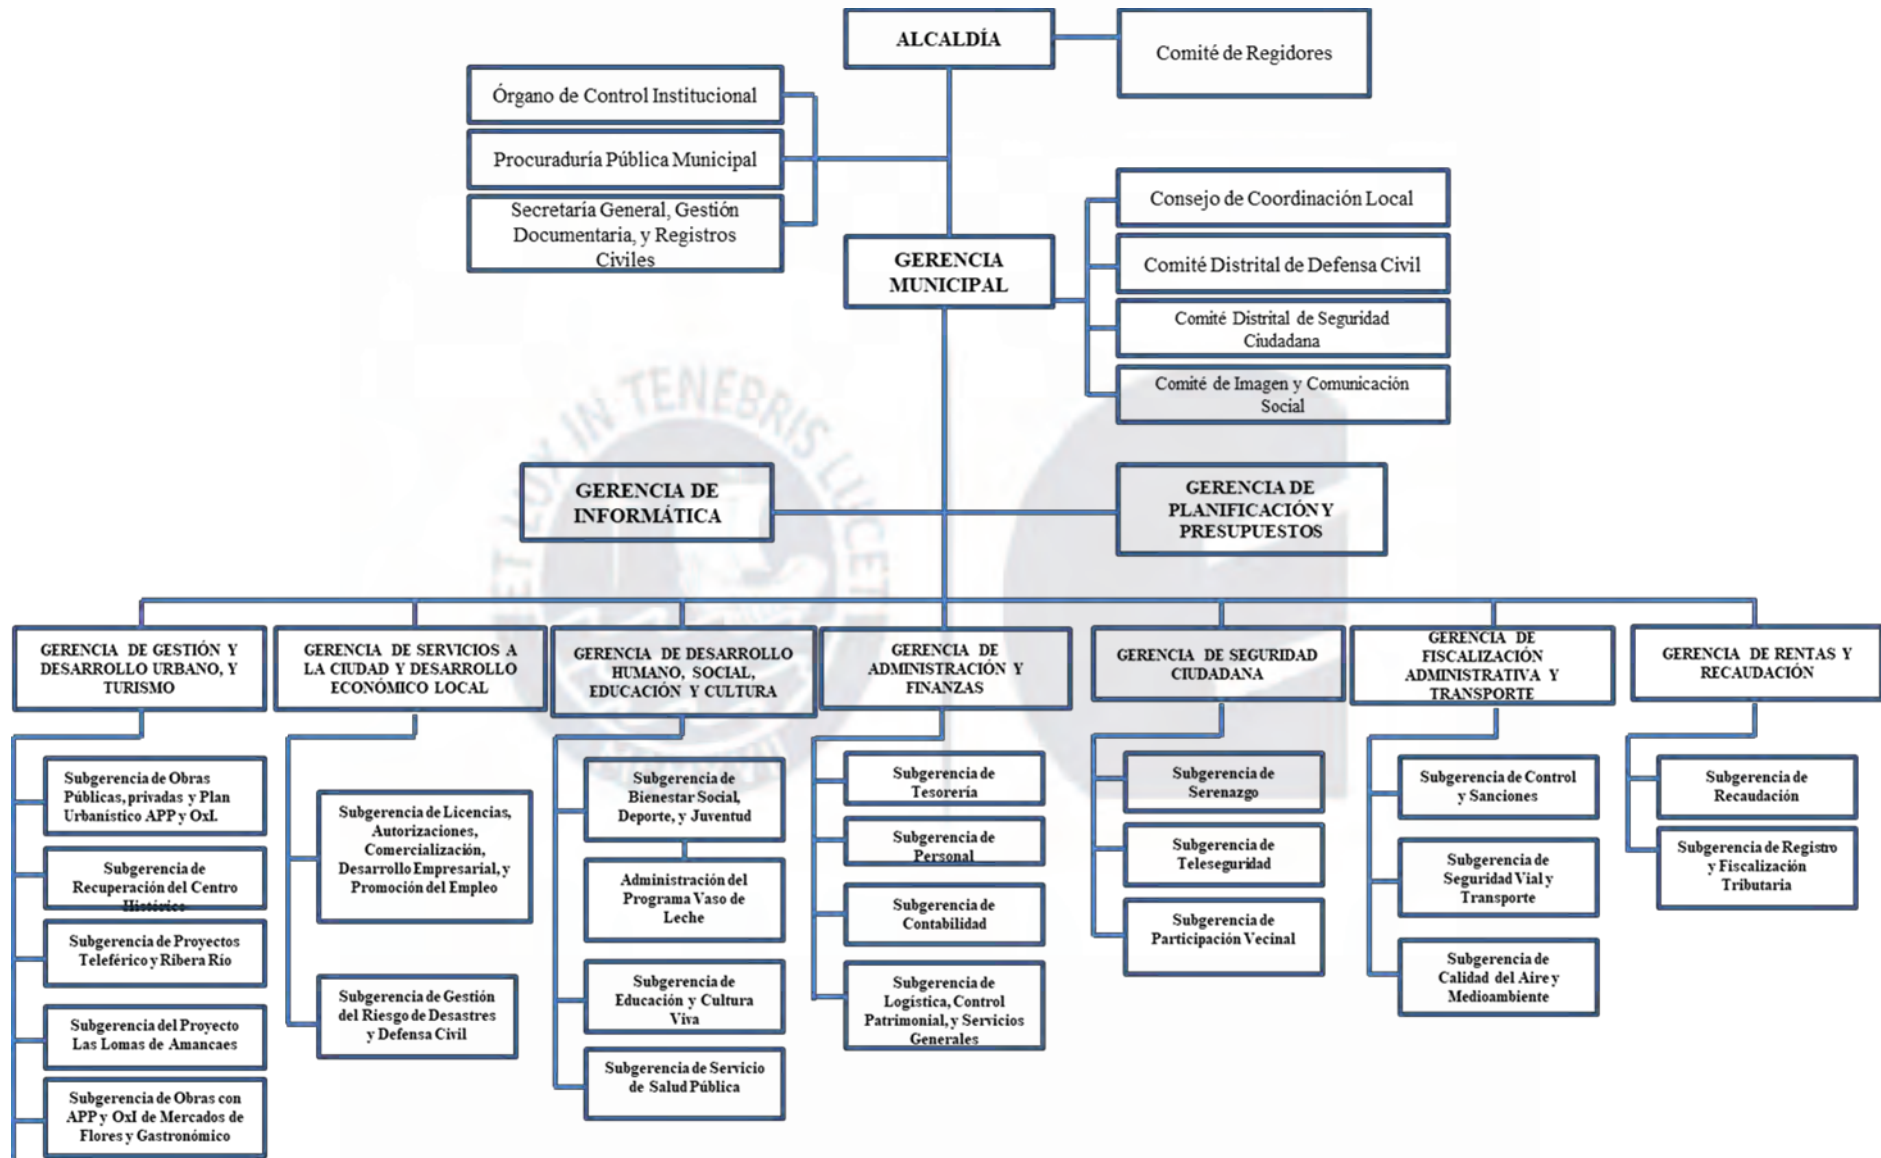 ALCALDÍA
Comité de Regidores
Órgano de Control Institucional
Procuraduría Pública Municipal
Secretaría General, Gestión
Documentaria, y Registros
Civiles
Consejo de Coordinación Local
Comité Distrital de Defensa Civil
Comité Distrital de Seguridad
Ciudadana
Comité de Imagen y Comunicación
Social
GERENCIA
MUNICIPAL
ET LUX IN TENEBRIS LUCET
GERENCIA DE
INFORMÁTICA
GERENCIA DE
PLANIFICACIÓN Y
PRESUPUESTOS
GERENCIA DE GESTIÓN Y
DESARROLLO URBANO, Y
TURISMO
GERENCIA DE SERVICIOS A
LA CIUDAD Y DESARROLLO
ECONÓMICO LOCAL
GERENCIA DE DESARROLLO
HUMANO, SOCIAL,
EDUCACIÓN Y CULTURA
GERENCIA DE
ADMINISTRACIÓN Y
FINANZAS
GERENCIA DE SEGURIDAD
CIUDADANA
GERENCIA DE
FISCALIZACIÓN
ADMINISTRATIVA Y
TRANSPORTE
GERENCIA DE RENTAS Y
RECAUDACIÓN
Subgerencia de Obras
Públicas, privadas y Plan
Urbanístico APP y OxI.
Subgerencia de
Recuperación del Centro
Histórico
Subgerencia de Proyectos
Teleférico y Ribera Río
Subgerencia del Proyecto
Las Lomas de Amancaes
Subgerencia de Obras con
APP y OxI de Mercados de
Flores y Gastronómico
Subgerencia de Licencias,
Autorizaciones,
Comercialización,
Desarrollo Empresarial, y
Promoción del Empleo
Subgerencia de Gestión
del Riesgo de Desastres
y Defensa Civil
Subgerencia de
Bienestar Social,
Deporte, y Juventud
Administración del
Programa Vaso de
Leche
Subgerencia de
Educación y Cultura
Viva
Subgerencia de Servicio
de Salud Pública
Subgerencia de
Tesorería
Subgerencia de
Personal
Subgerencia de
Contabilidad
Subgerencia de
Logística, Control
Patrimonial, y Servicios
Generales
Subgerencia de
Serenazgo
Subgerencia de
Teleseguridad
Subgerencia de
Participación Vecinal
Subgerencia de Control
y Sanciones
Subgerencia de
Seguridad Vial y
Transporte
Subgerencia de
Calidad del Aire y
Medioambiente
Subgerencia de
Recaudación
Subgerencia de Registro
y Fiscalización
Tributaria